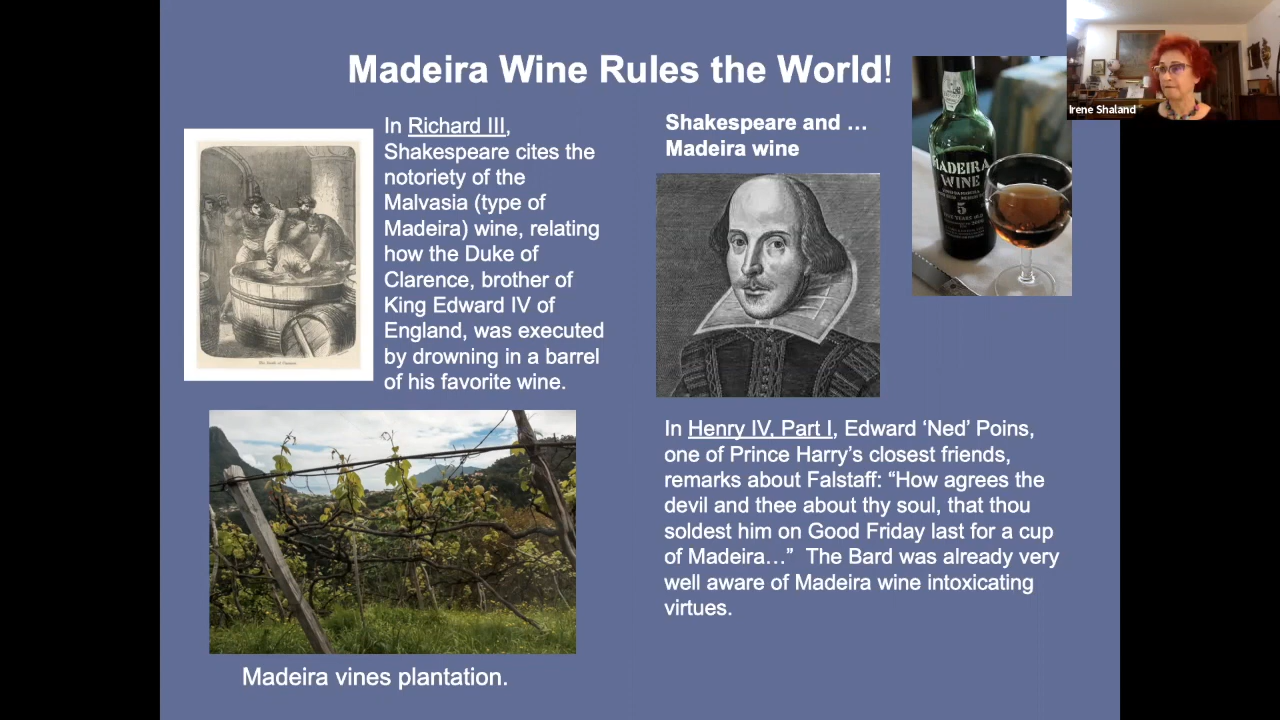 Madeira Wine Rules the World!
In Richard III,
Shakespeare cites the
notoriety of the
Malvasia (type of
Madeira) wine, relating
how the Duke of
Clarence, brother of
King Edward IV of
England, was executed
by drowning in a barrel
of his favorite wine.
Madeira vines plantation.
Shakespeare and …
Madeira wine
In Henry IV, Part I, Edward ‘Ned’ Poins,
one of Prince Harry’s closest friends,
remarks about Falstaff: “How agrees the
devil and thee about thy soul, that thou
soldest him on Good Friday last for a cup
of Madeira…”  The Bard was already very
well aware of Madeira wine intoxicating
virtues.
MADEIRA
WINE
5
Irene Shaland